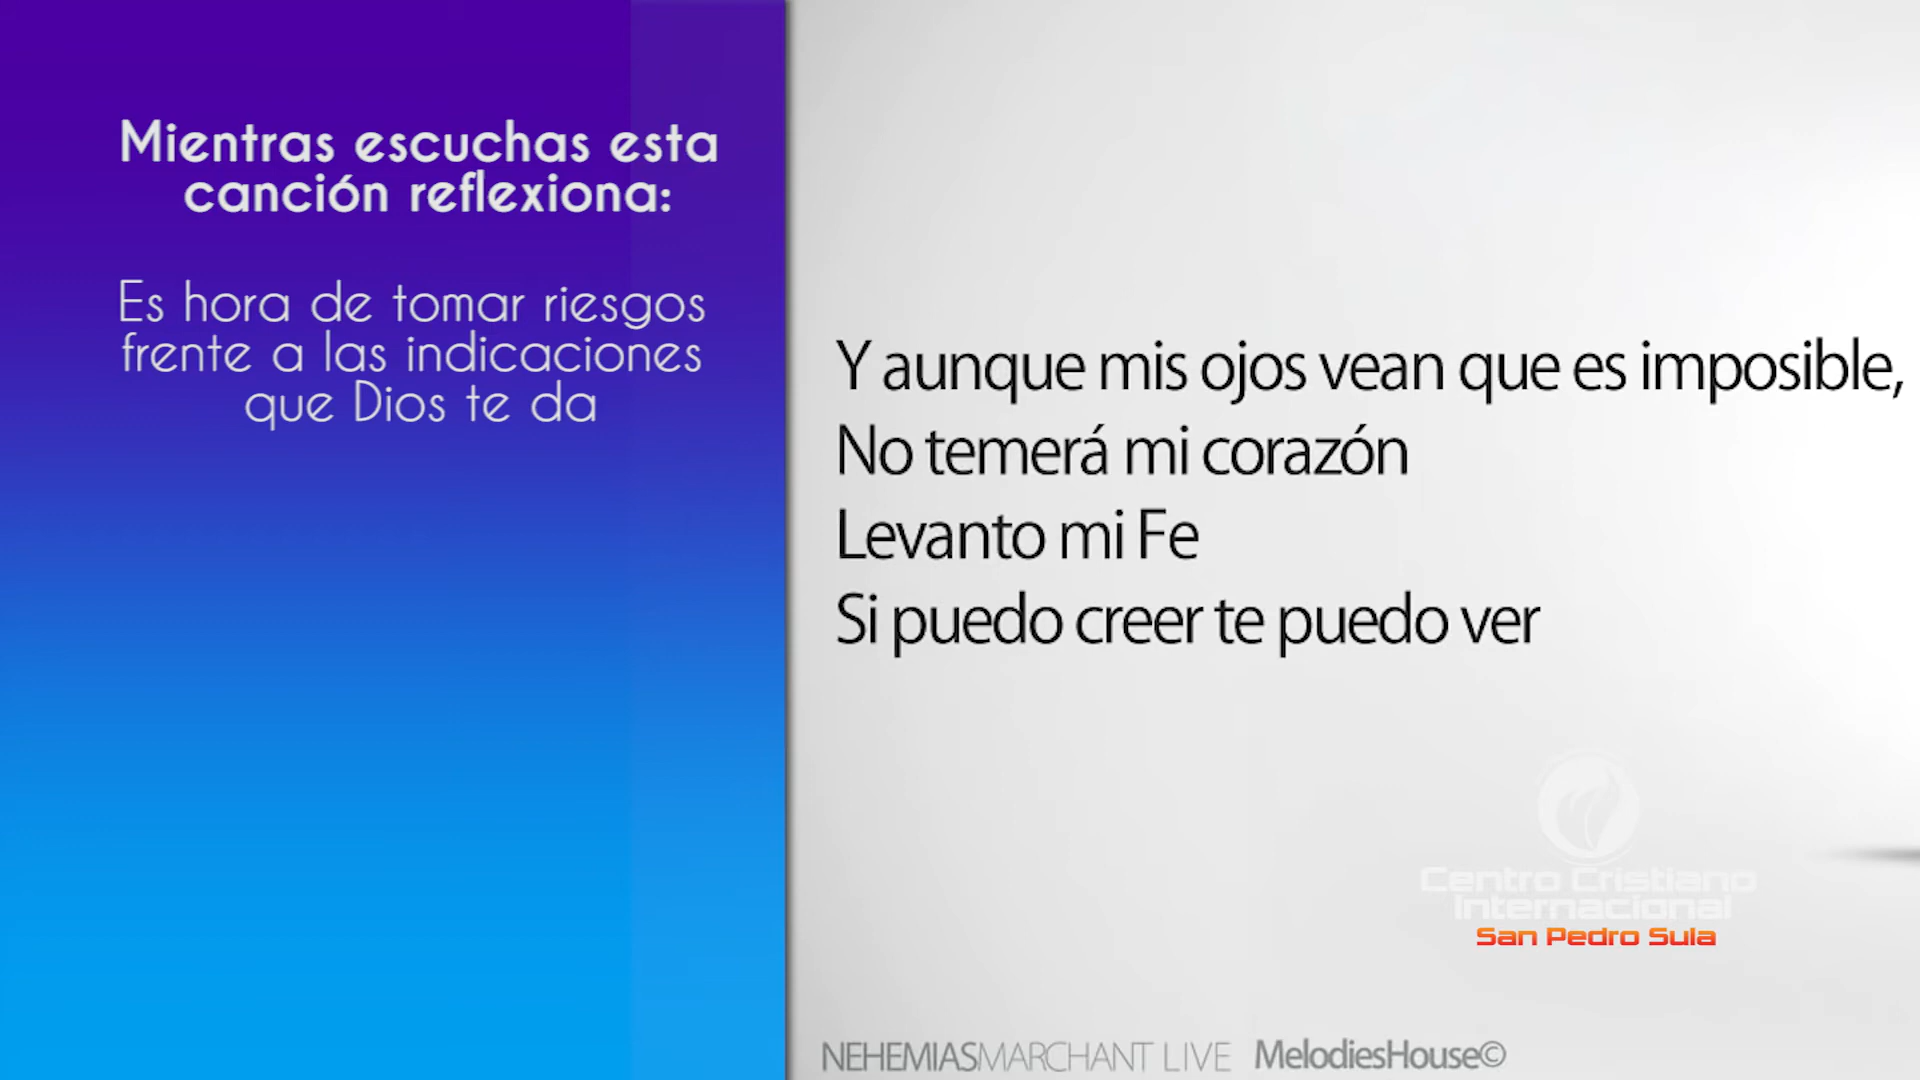 Mientras escuchas esta
canción reflexiona:
Es hora de tomar riesgos
frente a las indicaciones
que Dios te da
Y aunque mis ojos vean que es imposible,
No temerá mi corazón
Levanto mi Fe
Si puedo creer te puedo ver
Centro Cristiano
Internacional
San Pedro Sula
NEHEMIASMARCHANT LIVE MelodiesHouse©